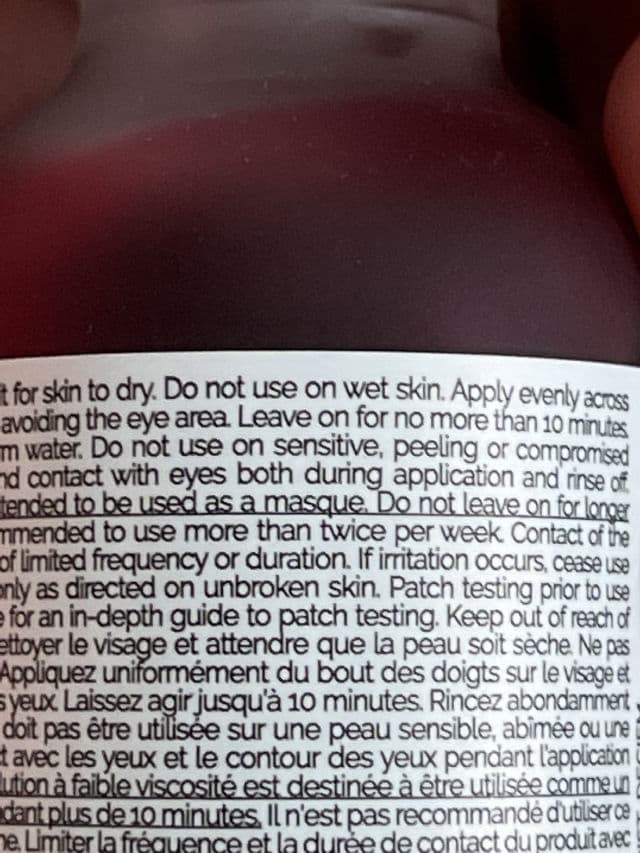 t for skin to dry. Do not use on wet skin. Apply evenly across
avoiding the eye area. Leave on for no more than 10 minutes.
m water. Do not use on sensitive, peeling or compromised
nd contact with eyes both during application and rinse off.
tended to be used as a masque. Do not leave on for longer
mmended to use more than twice per week. Contact of the
of limited frequency or duration. If irritation occurs, cease use
only as directed on unbroken skin. Patch testing prior to use
e for an in-depth guide to patch testing. Keep out of reach of
ettoyer le visage et attendre que la peau soit sèche. Ne pas
Appliquez uniformément du bout des doigts sur le visage et
s yeux. Laissez agir jusqu'à 10 minutes. Rincez abondamment
doit pas être utilisée sur une peau sensible, abîmée ou une
t avec les yeux et le contour des yeux pendant l'application
lution à faible viscosité est destinée à être utilisée comme un
dant plus de 10 minutes. Il n'est pas recommandé d'utiliser ce
ne. Limiter la fréquence et la durée de contact du produit avec